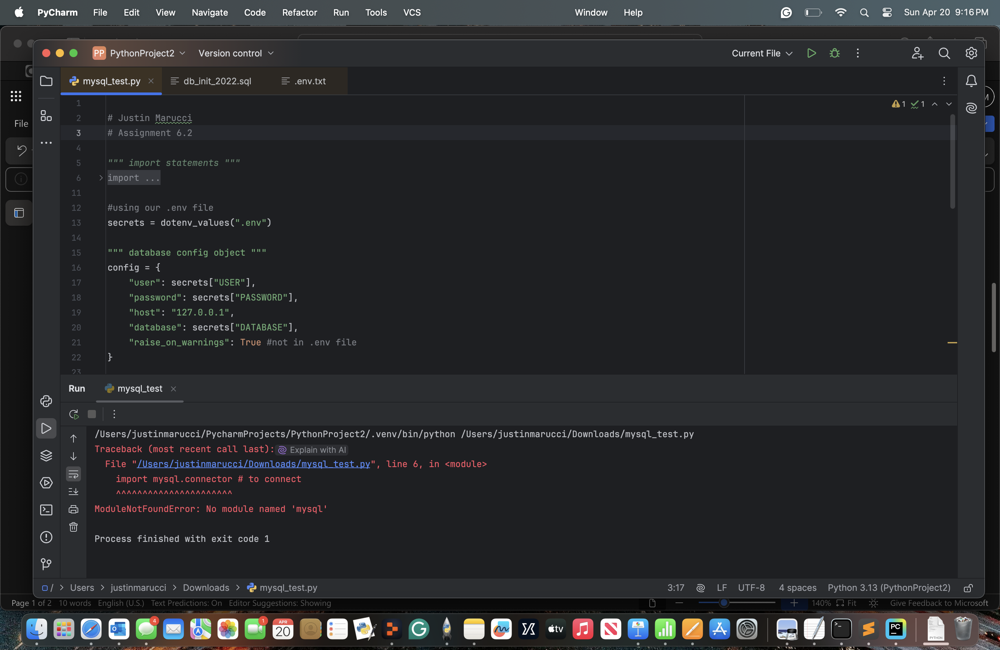 PyCharm File Edit View Navigate Code Refactor Run Tools VCS Window Help Sun Apr 20 9:16 PM
PP PythonProject2 Version control Current File
mysql_test.py db_init_2022.sql .env.txt
File
1
2 # Justin Marucci
3 # Assignment 6.2
4
5 """ import statements """
6 import ...
11
12 #using our .env file
13 secrets = dotenv_values(".env")
14
15 """ database config object """
16 config = {
17 "user": secrets["USER"],
18 "password": secrets["PASSWORD"],
19 "host": "127.0.0.1",
20 "database": secrets["DATABASE"],
21 "raise_on_warnings": True #not in .env file
22 }
23
1 1
Run mysql_test
/Users/justinmarucci/PycharmProjects/PythonProject2/.venv/bin/python /Users/justinmarucci/Downloads/mysql_test.py
Traceback (most recent call last): Explain with AI
File "/Users/justinmarucci/Downloads/mysql_test.py", line 6, in <module>
import mysql.connector # to connect
^^^^^^^^^^^^^^^^^^^^^^
ModuleNotFoundError: No module named 'mysql'
Process finished with exit code 1
/ > Users > justinmarucci > Downloads > mysql_test.py 3:17 LF UTF-8 4 spaces Python 3.13 (PythonProject2)
Page 1 of 2 10 words English (U.S.) Text Predictions: On Editor Suggestions: Showing 140% Fit Give Feedback to Microsoft
4 1 APR 20 tv PC PYTHON